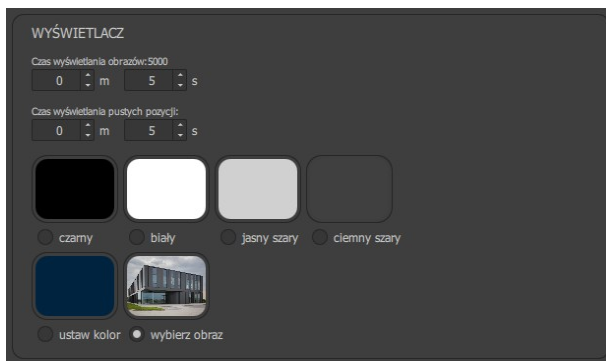 WYŚWIETLACZ
Czas wyświetlania obrazów:5000
0 m 5 s
Czas wyświetlania pustych pozycji:
0 m 5 s
czarny biały jasny szary ciemny szary
ustaw kolor wybierz obraz